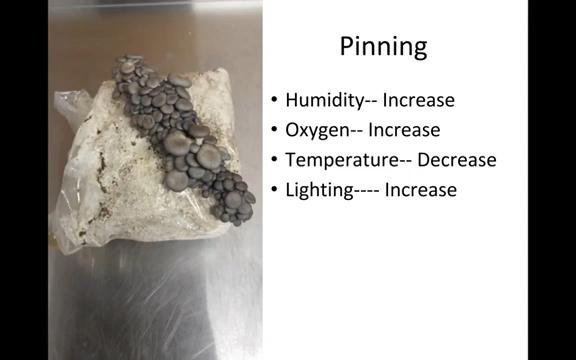 Pinning
• Humidity-- Increase
• Oxygen-- Increase
• Temperature-- Decrease
• Lighting---- Increase